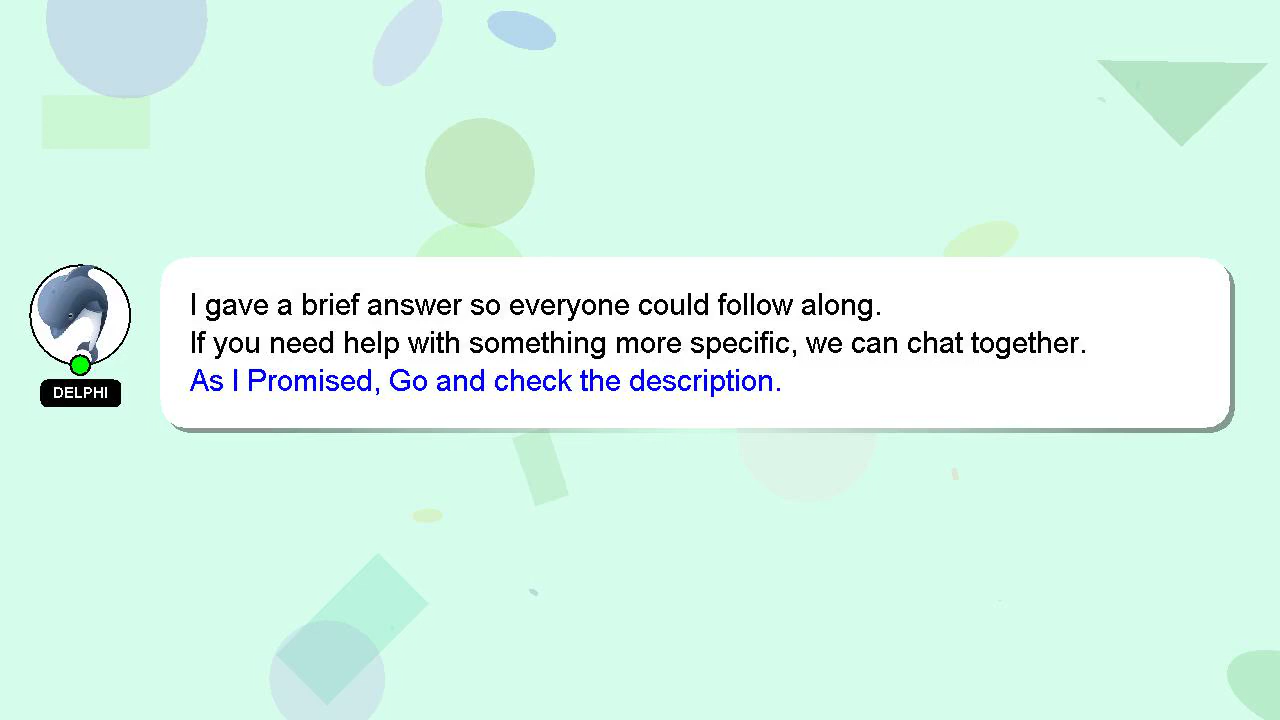 I gave a brief answer so everyone could follow along.
If you need help with something more specific, we can chat together.
As I Promised, Go and check the description.
DELPHI